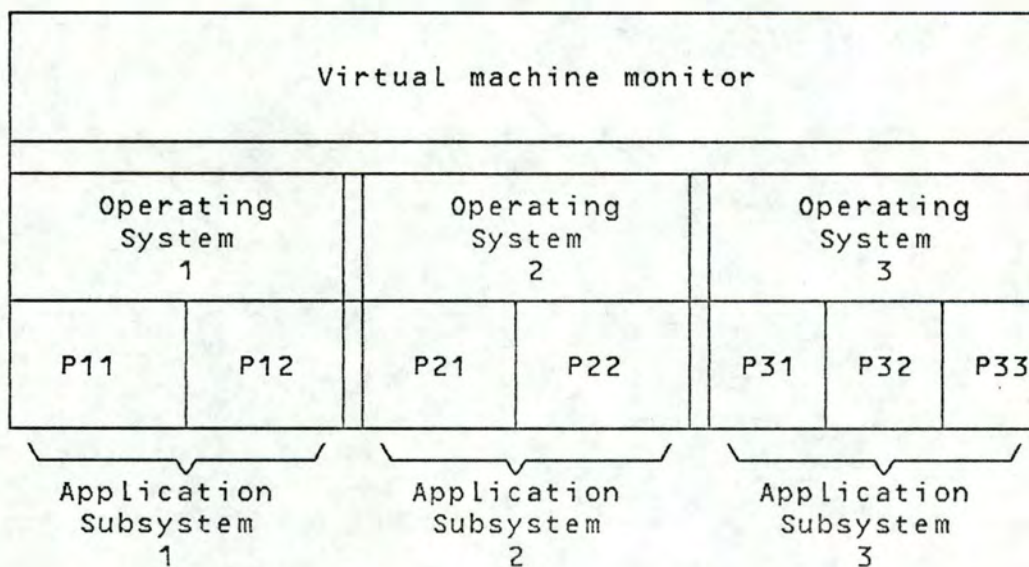 Virtual machine monitor
Operating System 1
Operating System 2
Operating System 3
P11 P12 P21 P22 P31 P32 P33
Application Subsystem 1
Application Subsystem 2
Application Subsystem 3